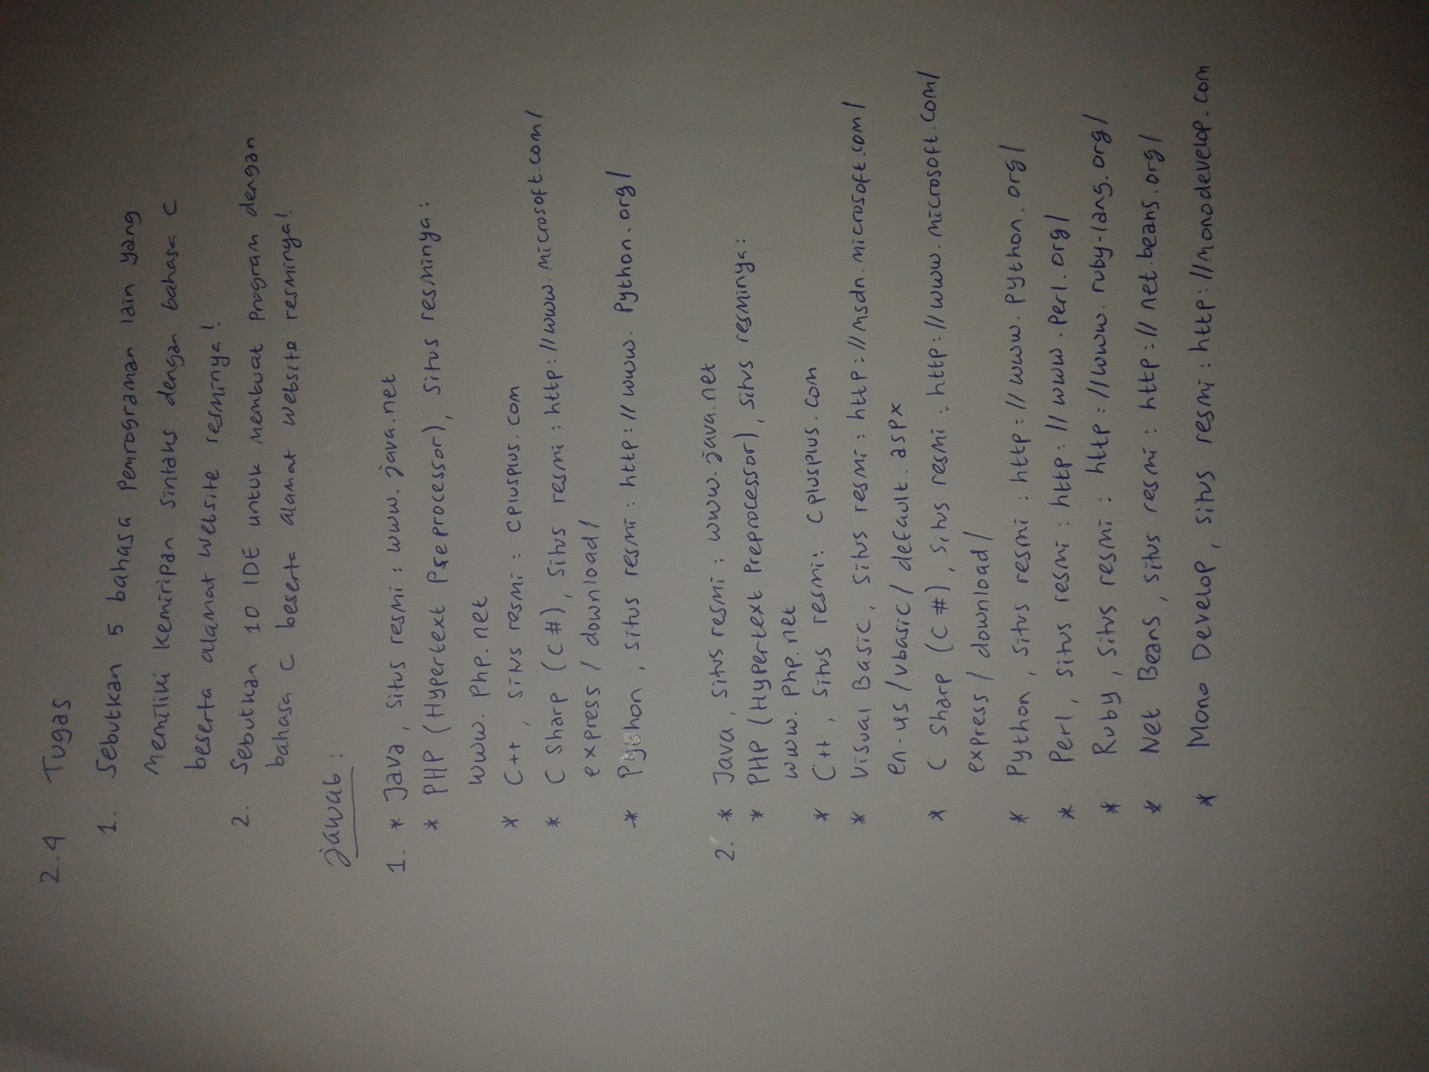 2.4 Tugas
1. Sebutkan 5 bahasa Pemrograman lain yang
memiliki kemiripan sintaks dengan bahasa C
beserta alamat website resminya!
2. Sebutkan 10 IDE untuk membuat Program dengan
bahasa C beserta alamat website resminya!
jawab :
1. * Java, situs resmi : www.java.net
* PHP (Hypertext Preprocessor), situs resminya :
www.Php.net
* C++, situs resmi : cplusplus.com
* C Sharp (C#), situs resmi : http://www.microsoft.com/
express/download/
* Python, situs resmi : http://www.Python.org/
2. * Java, situs resmi : www.java.net
* PHP (Hypertext Preprocessor), situs resminya :
www.Php.net
* C++, situs resmi : cplusplus.com
* Visual Basic, situs resmi : http://msdn.microsoft.com/
en-us/vbasic/default.aspx
* C Sharp (C#), situs resmi : http://www.microsoft.com/
express/download/
* Python, situs resmi : http://www.Python.org/
* Perl, situs resmi : http://www.Perl.org/
* Ruby, situs resmi : http://www.ruby-lang.org/
* Net Beans, situs resmi : http://net.beans.org/
* Mono Develop, situs resmi : http://monodevelop.com